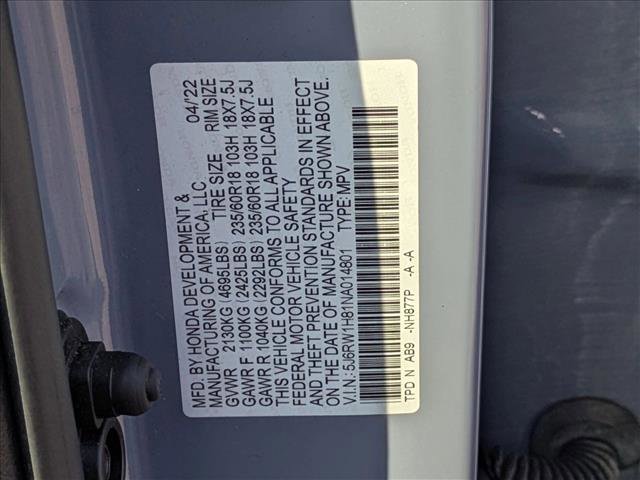 MFD. BY HONDA DEVELOPMENT & 04/22
MANUFACTURING OF AMERICA, LLC.
GVWR 2130KG (4695LBS) TIRE SIZE RIM SIZE
GAWR F 1100KG (2425LBS) 235/60R18 103H 18X7.5J
GAWR R 1040KG (2292LBS) 235/60R18 103H 18X7.5J
THIS VEHICLE CONFORMS TO ALL APPLICABLE
FEDERAL MOTOR VEHICLE SAFETY
AND THEFT PREVENTION STANDARDS IN EFFECT
ON THE DATE OF MANUFACTURE SHOWN ABOVE.
V.I.N.: 5J6RW1H81NA014801 TYPE: MPV
TPD N AB9 -NH877P -A -A